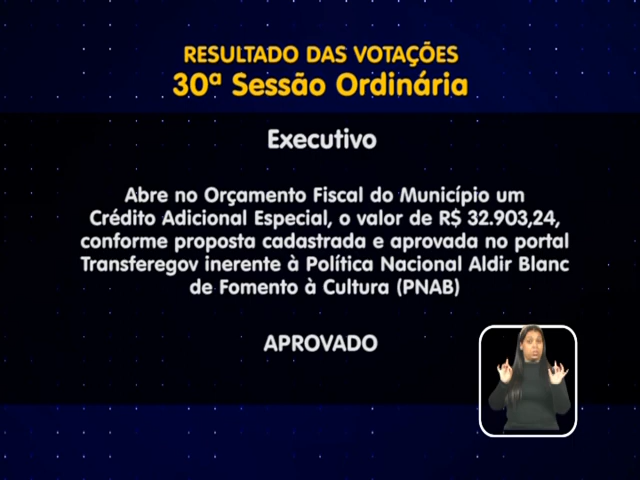 RESULTADO DAS VOTAÇÕES
30ª Sessão Ordinária
Executivo
Abre no Orçamento Fiscal do Município um
Crédito Adicional Especial, o valor de R$ 32.903,24,
conforme proposta cadastrada e aprovada no portal
Transferegov inerente à Política Nacional Aldir Blanc
de Fomento à Cultura (PNAB)
APROVADO